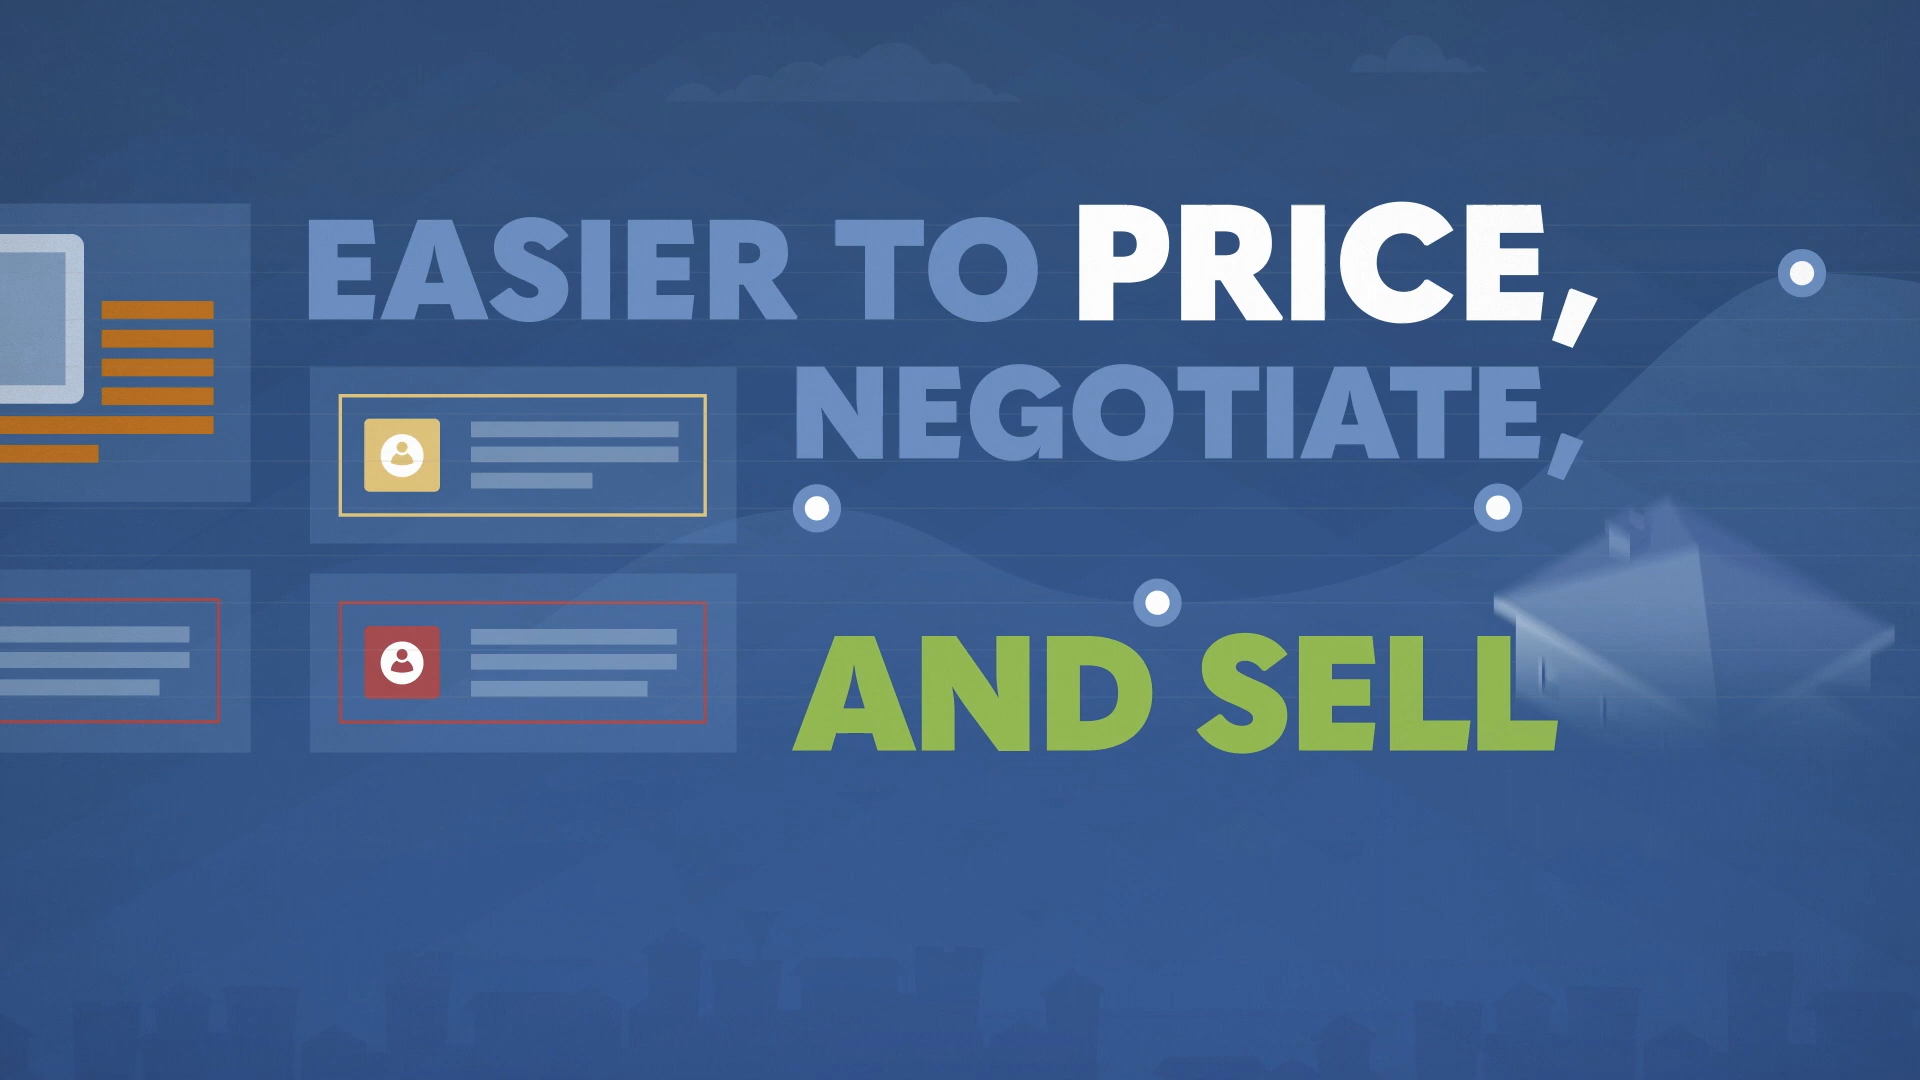 EASIER TO PRICE,
NEGOTIATE,
AND SELL